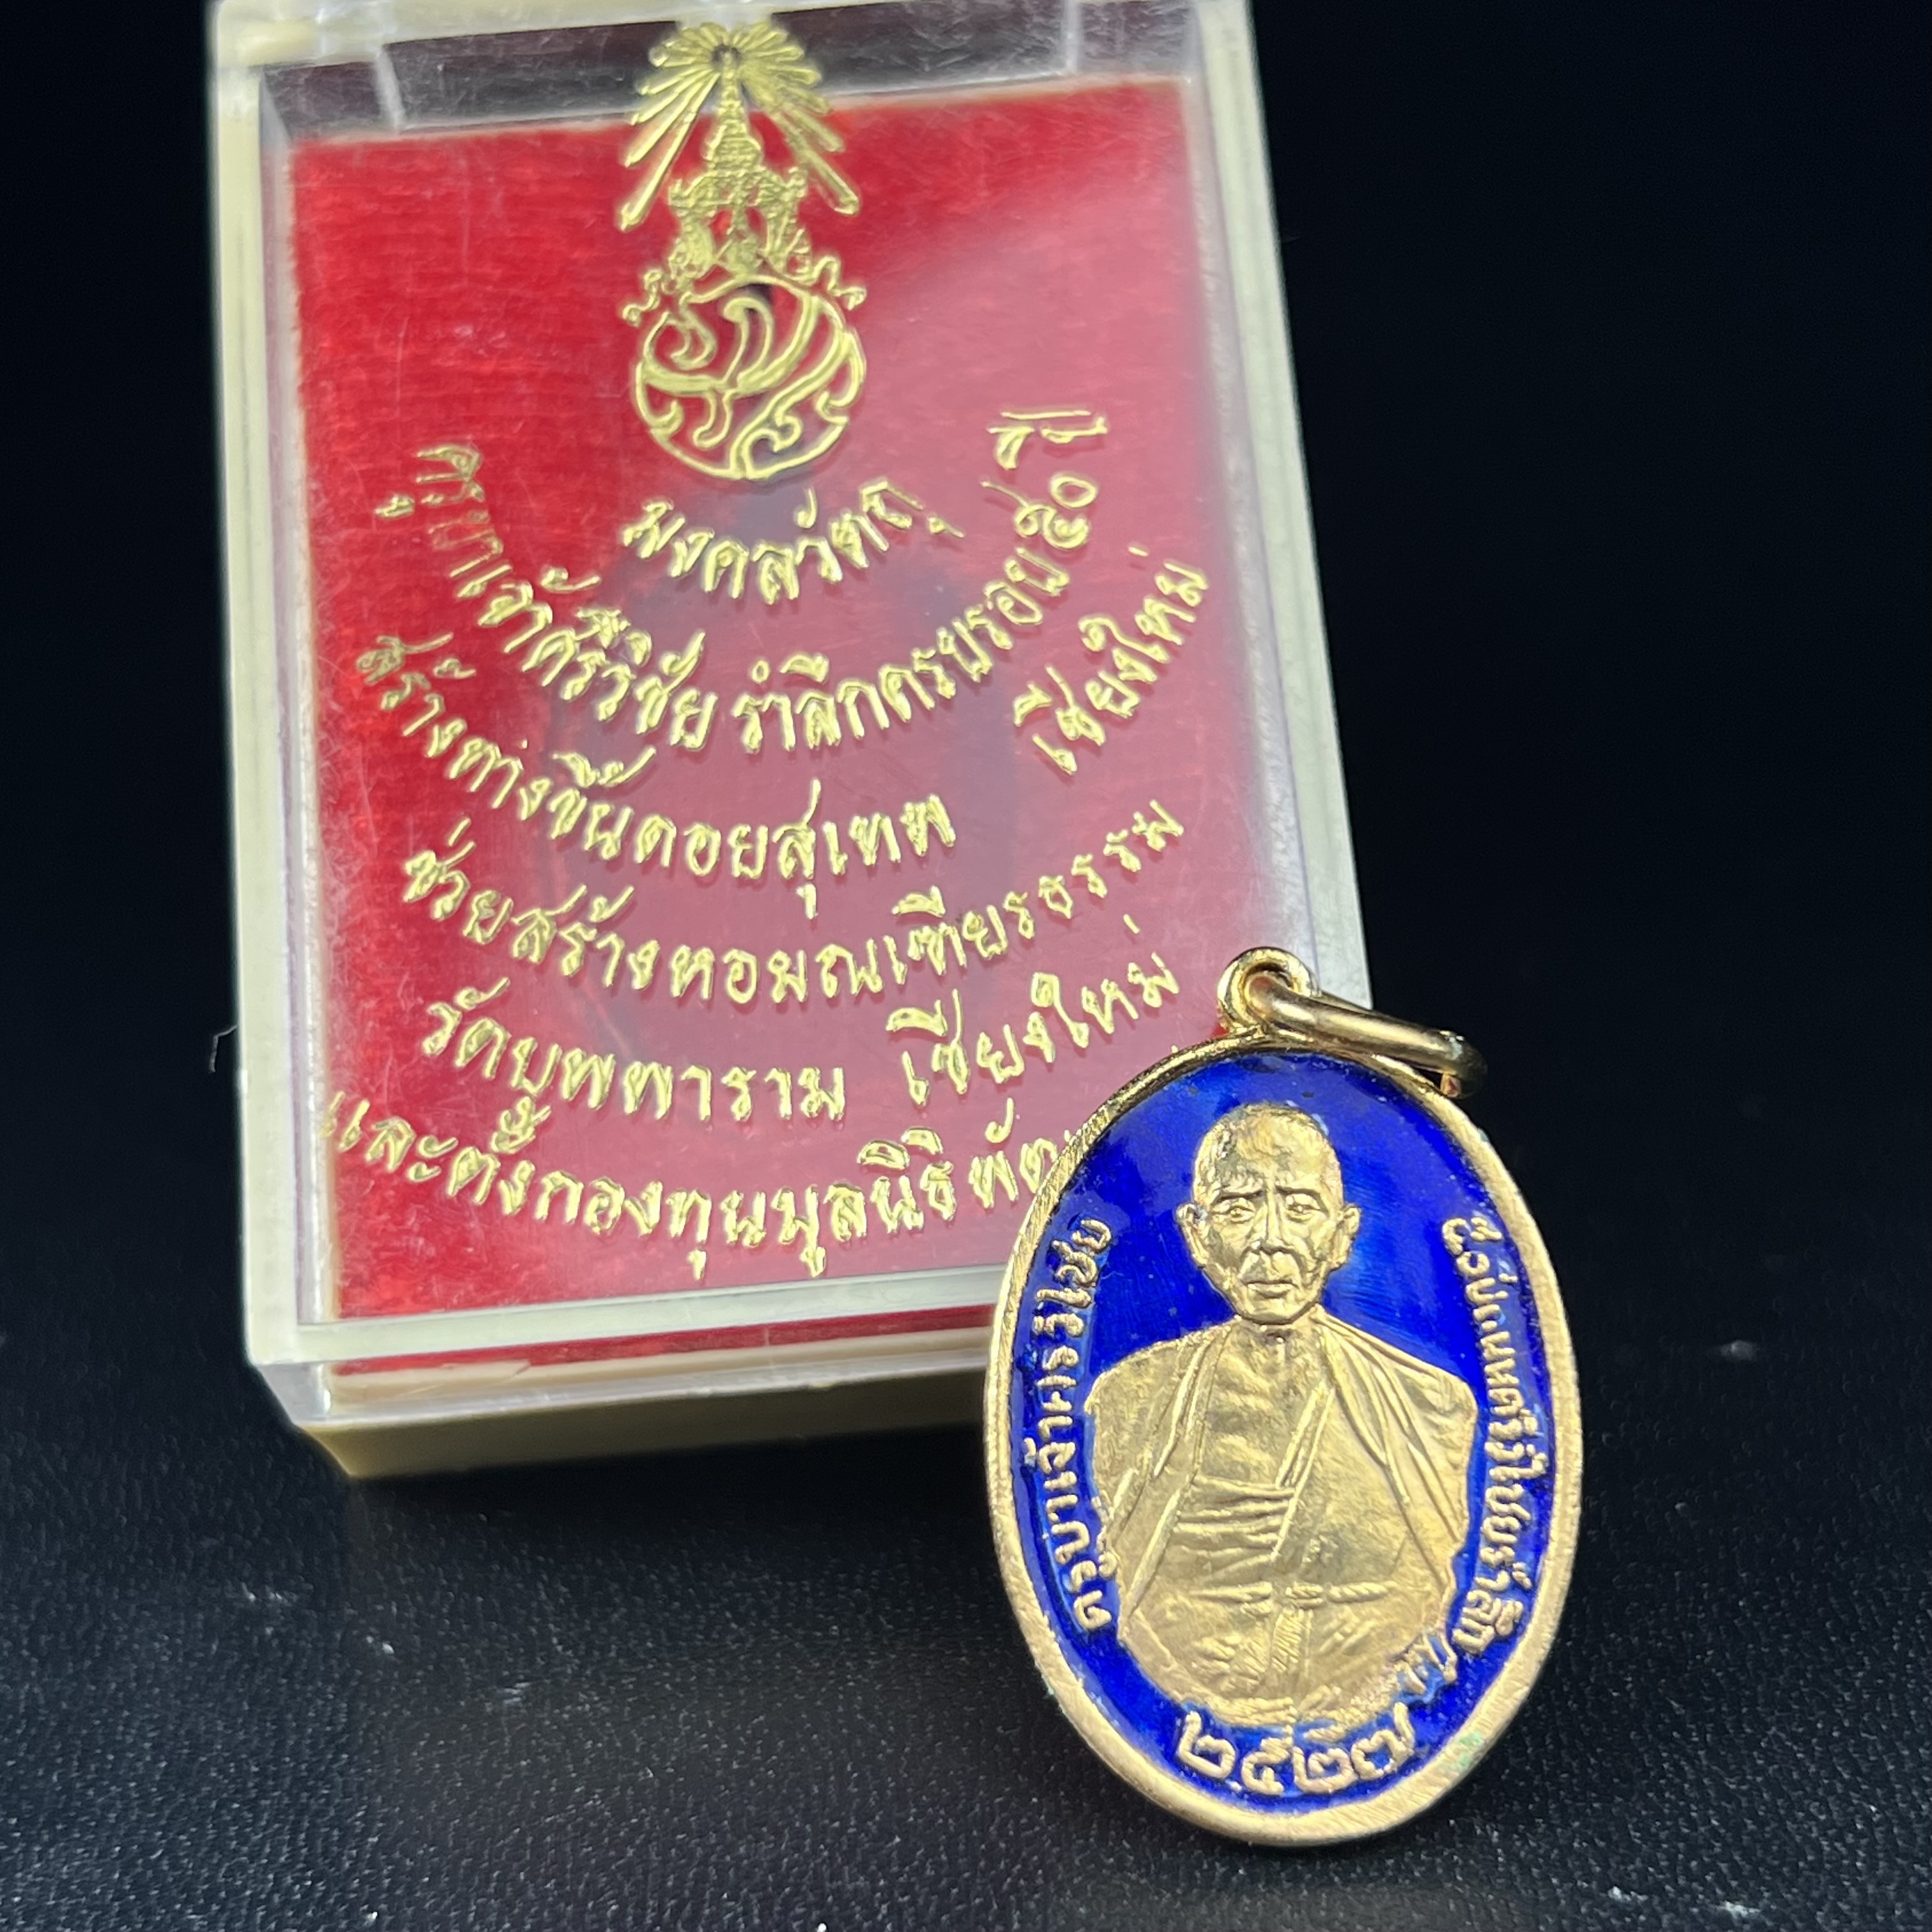 มงคลวัตถุ
ครูบาเจ้าศรีวิชัย รำลึกครบรอบ ๕๐ ปี
สร้างทางขึ้นดอยสุเทพ เชียงใหม่
ช่วยสร้างหอมณเฑียรธรรม
วัดบุพพาราม เชียงใหม่
และตั้งกองทุนมูลนิธิ
ครูบาเจ้าศรีวิไชย
๒๕๒๗